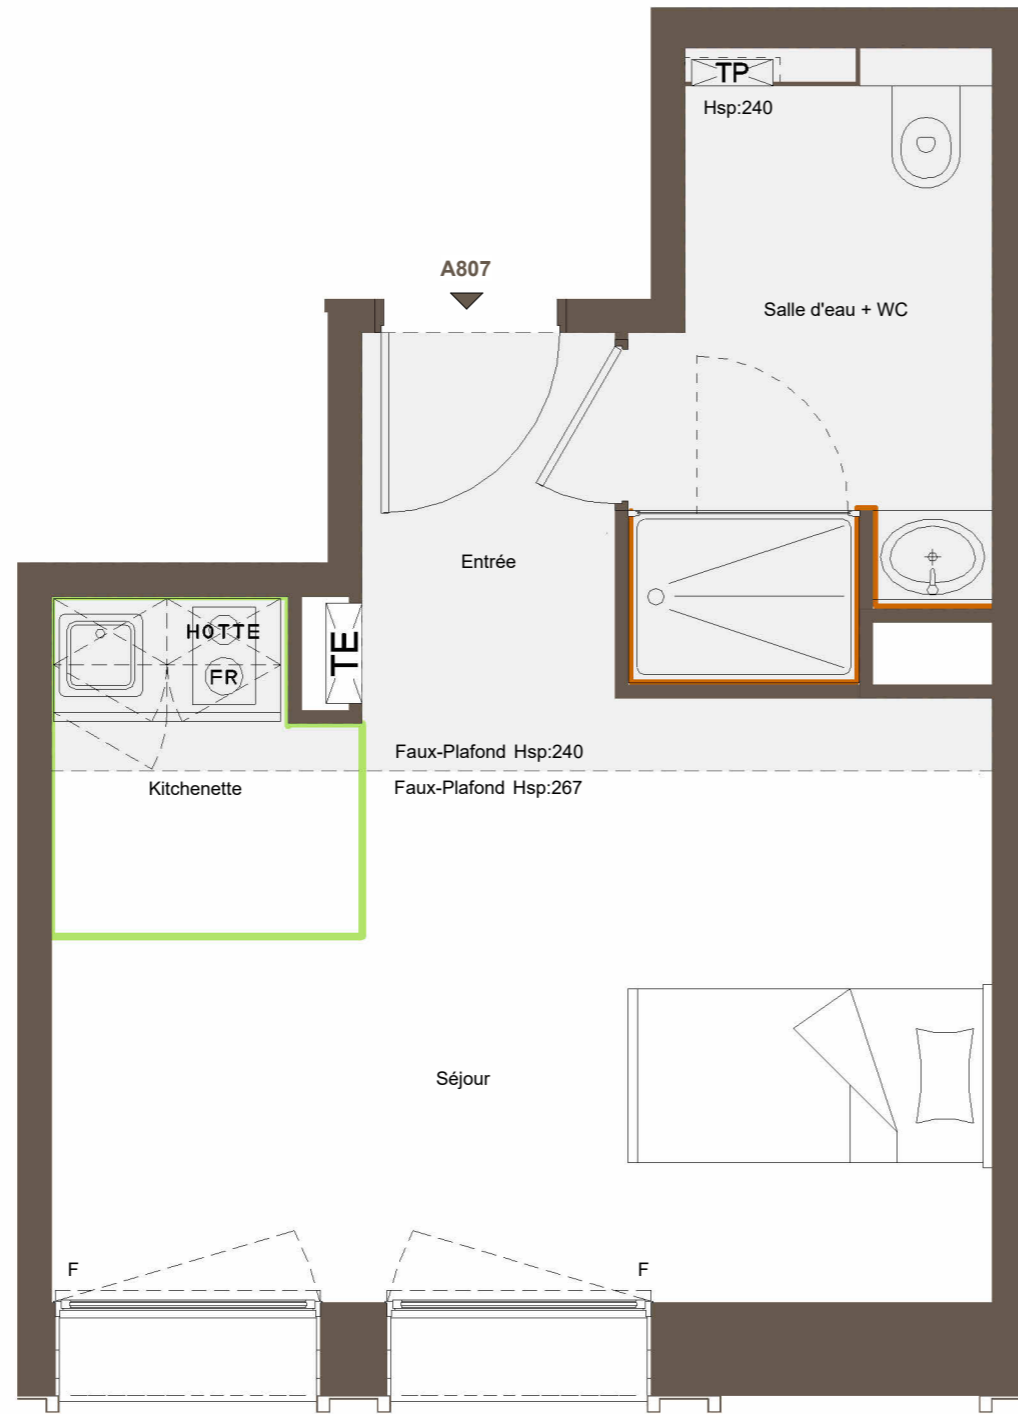 TP
Hsp:240
A807
Salle d'eau + WC
Entrée
HOTTE
FR
TE
Faux-Plafond Hsp:240
Kitchenette
Faux-Plafond Hsp:267
Séjour
F
F